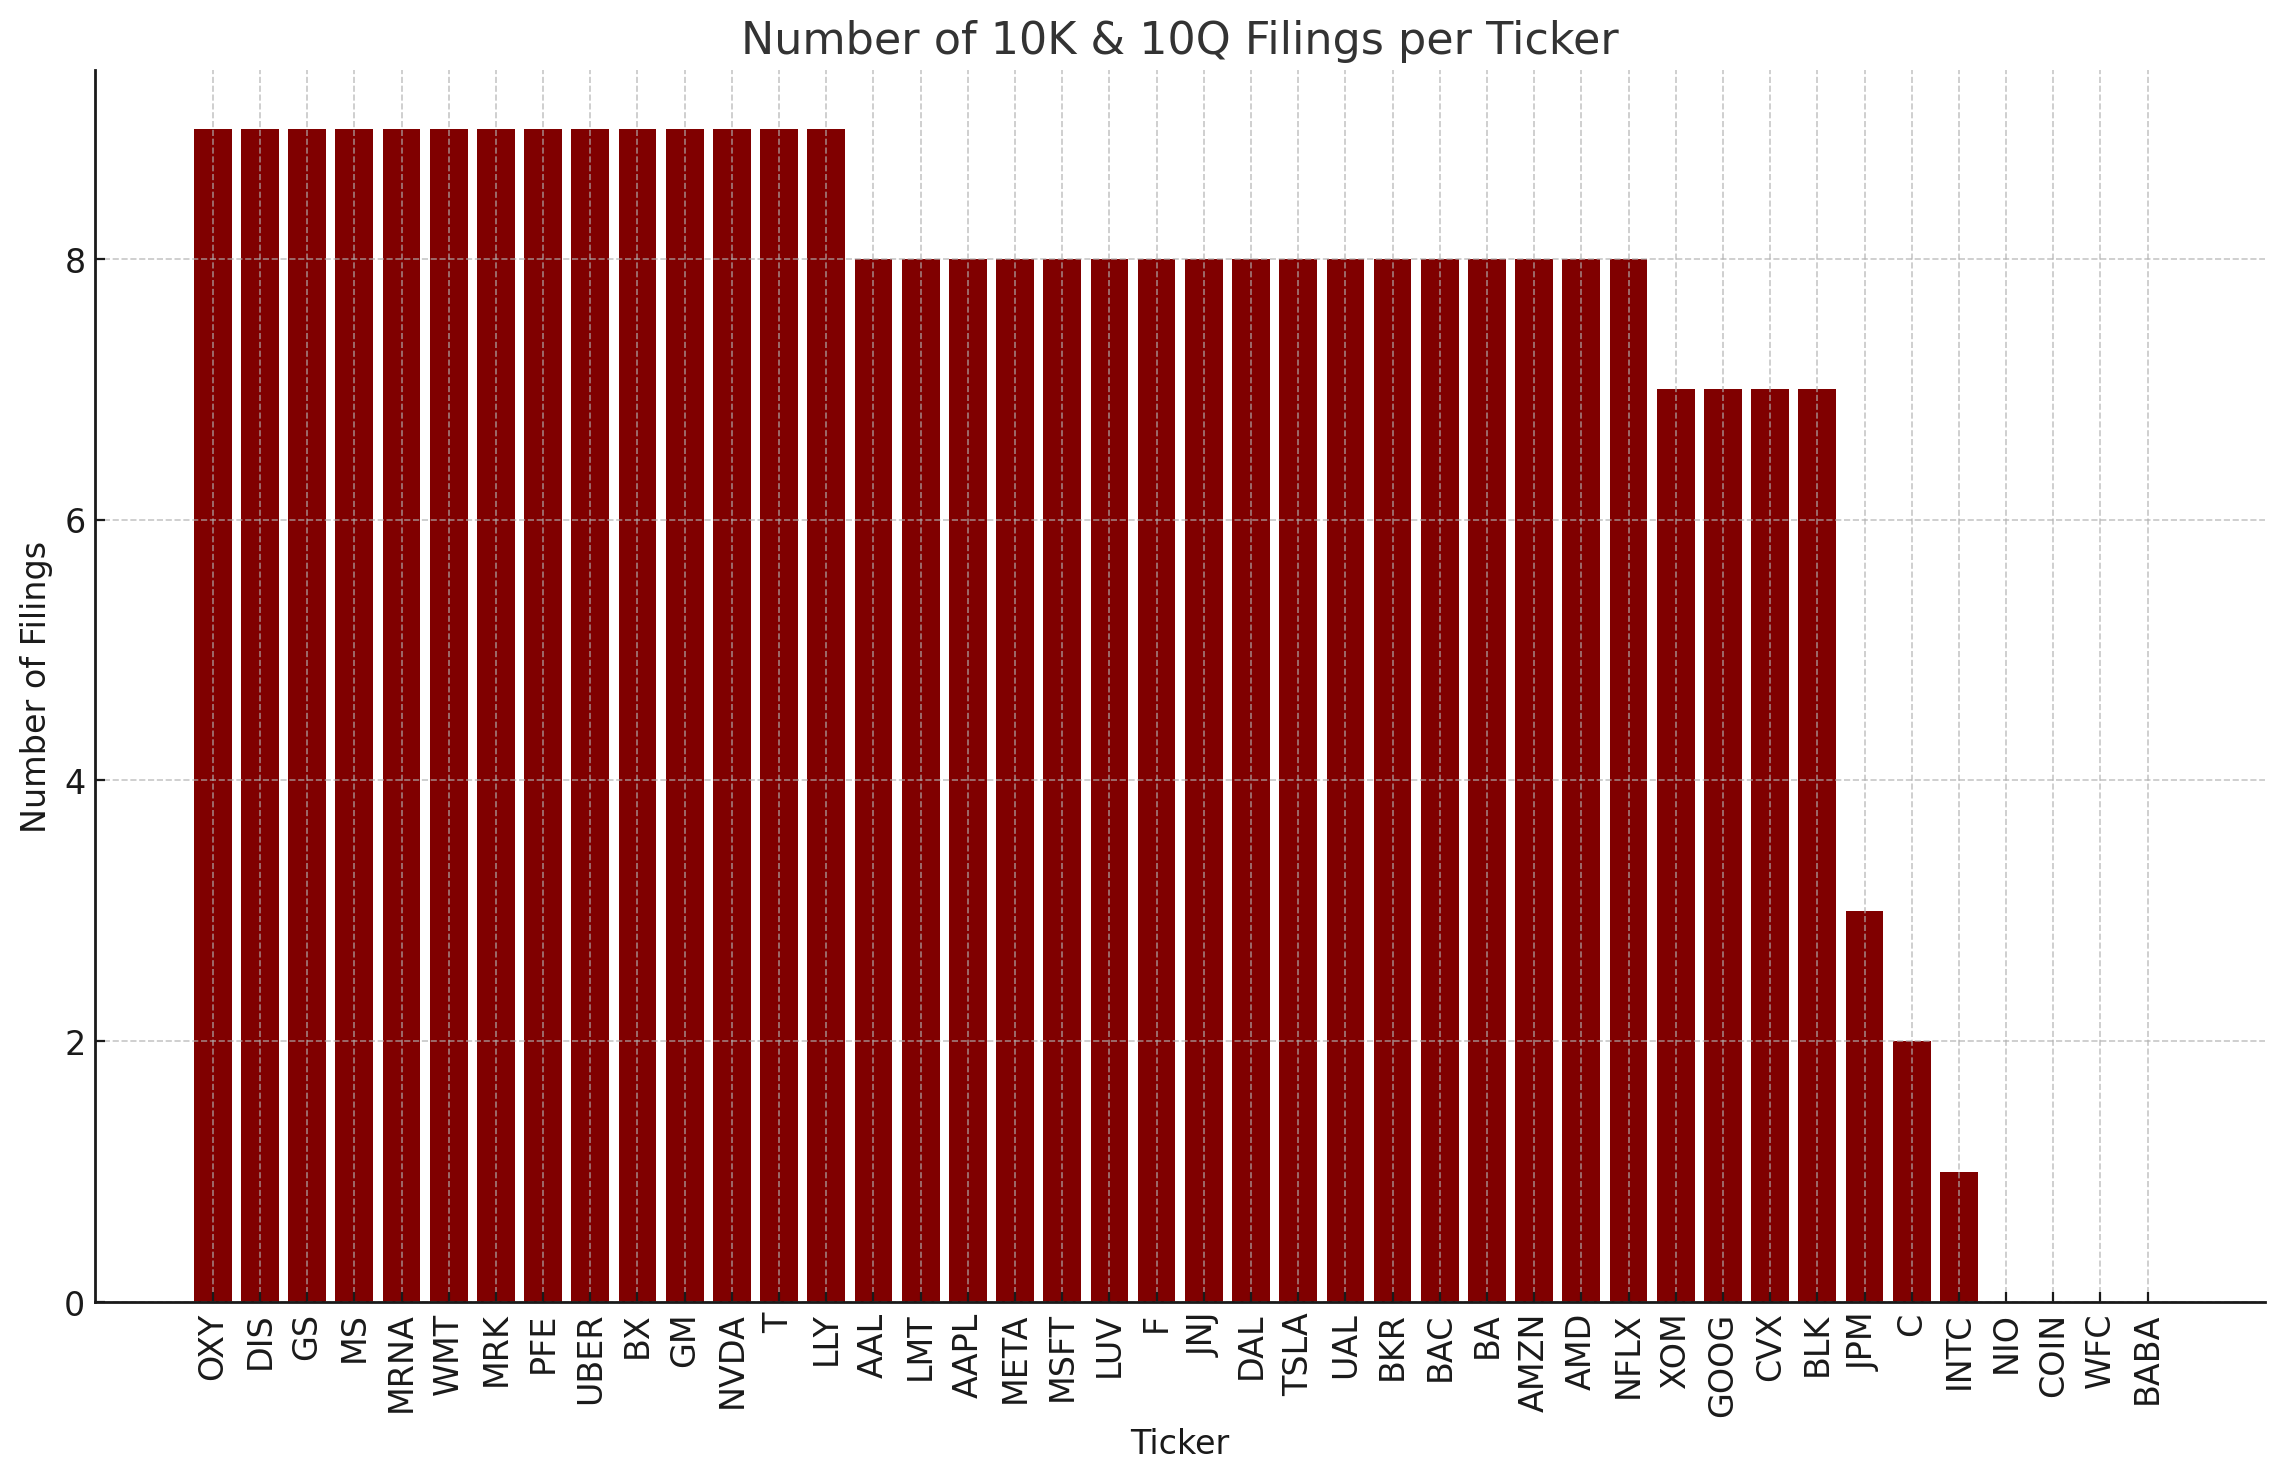 Number of 10K & 10Q Filings per Ticker
Number of Filings
8
6
4
2
0
OXY
DIS
GS
MS
MRNA
WMT
MRK
PFE
UBER
BX
GM
NVDA
T
LLY
AAL
LMT
AAPL
META
MSFT
LUV
F
JNJ
DAL
TSLA
UAL
BKR
BAC
BA
AMZN
AMD
NFLX
XOM
GOOG
CVX
BLK
JPM
C
INTC
NIO
COIN
WFC
BABA
Ticker